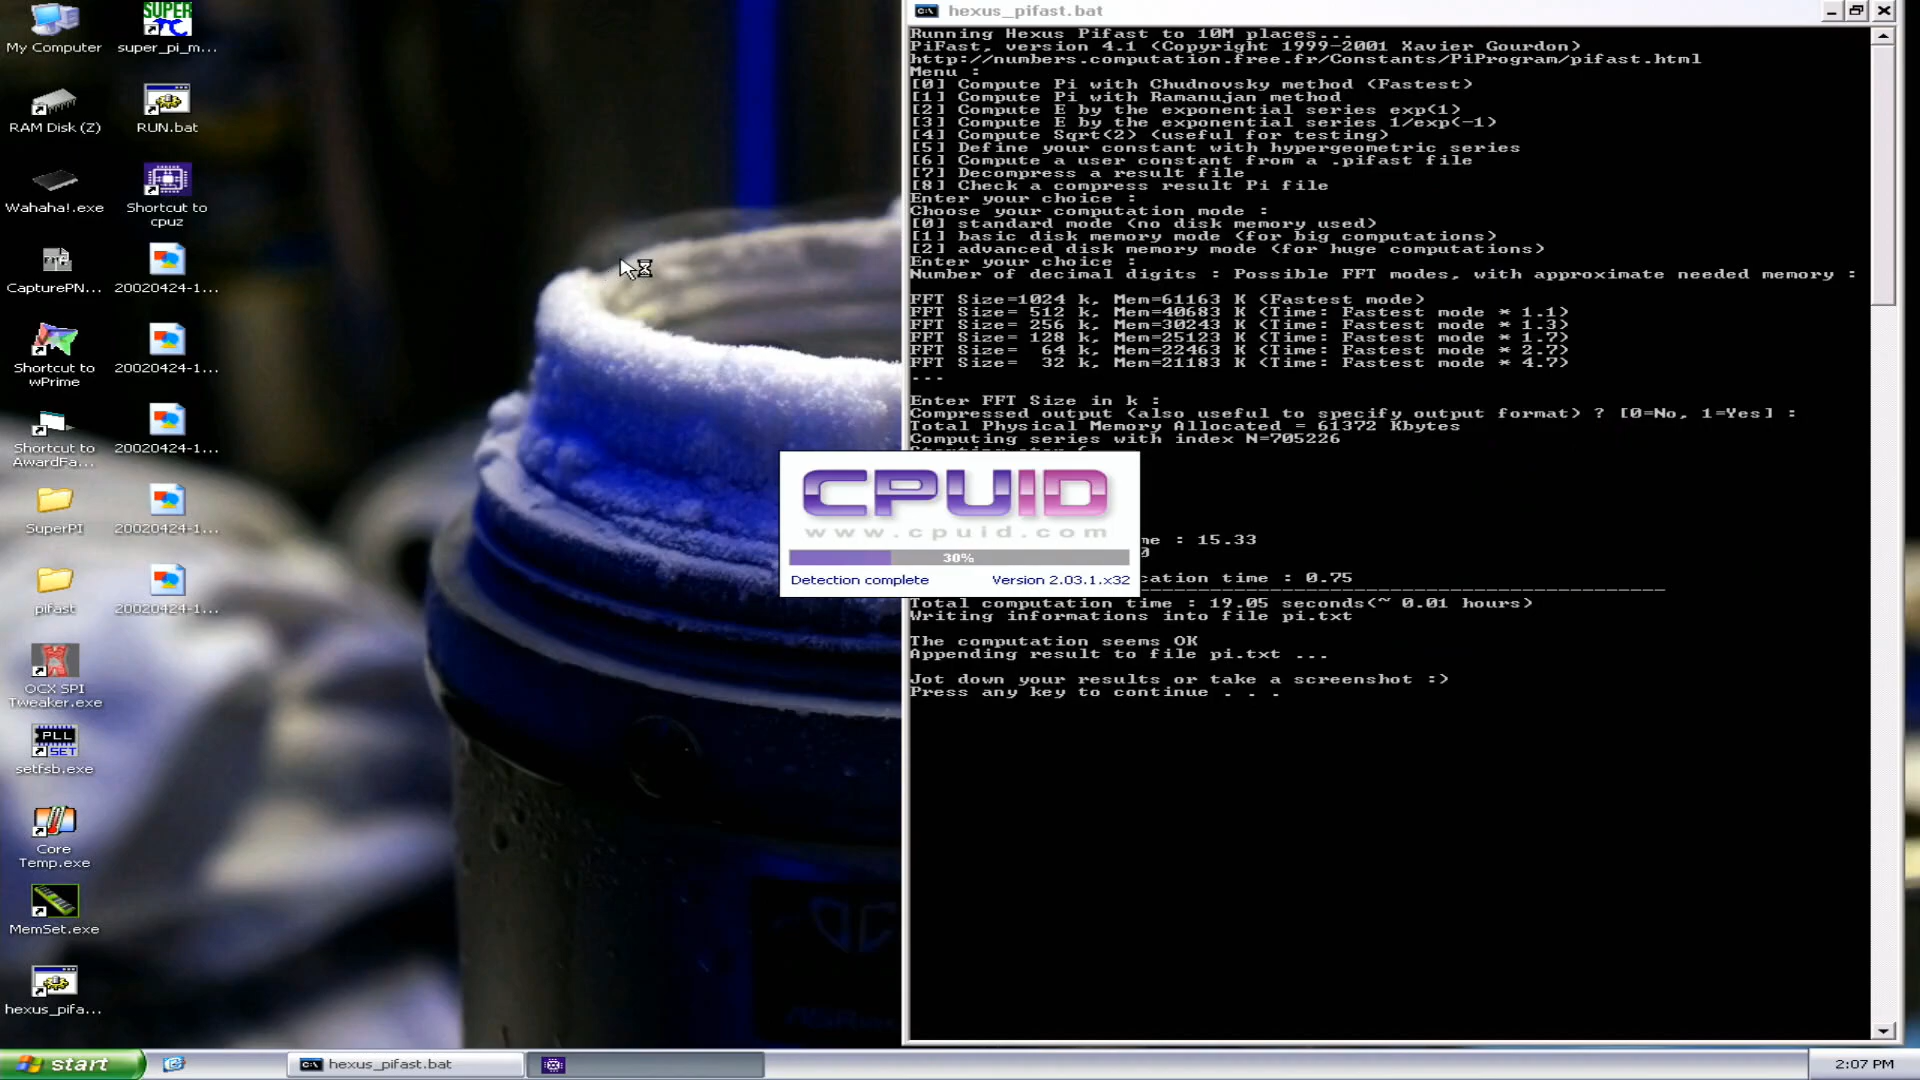 My Computer
super_pi_m...
RAM Disk (Z)
RUN.bat
Wahaha!.exe
Shortcut to
cpuz
CapturePN...
20020424-1...
Shortcut to
wPrime
20020424-1...
Shortcut to
AwardFa...
20020424-1...
SuperPI
20020424-1...
pifast
20020424-1...
OCX SPI
Tweaker.exe
PLL
SET
setfsb.exe
Core
Temp.exe
MemSet.exe
hexus_pifa...
SUPER
hexus_pifast.bat
Running Hexus Pifast to 10M places...
PiFast, version 4.1 (Copyright 1999-2001 Xavier Gourdon)
http://numbers.computation.free.fr/Constants/PiProgram/pifast.html
Menu :
[0] Compute Pi with Chudnovsky method (Fastest)
[1] Compute Pi with Ramanujan method
[2] Compute E by the exponential series exp(1)
[3] Compute E by the exponential series 1/exp(-1)
[4] Compute Sqrt(2) (useful for testing)
[5] Define your constant with hypergeometric series
[6] Compute a user constant from a .pifast file
[7] Decompress a result file
[8] Check a compress result Pi file
Enter your choice :
Choose your computation mode :
[0] standard mode (no disk memory used)
[1] basic disk memory mode (for big computations)
[2] advanced disk memory mode (for huge computations)
Enter your choice :
Number of decimal digits : Possible FFT modes, with approximate needed memory :
FFT Size=1024 k, Mem=61163 K (Fastest mode)
FFT Size= 512 k, Mem=40683 K (Time: Fastest mode * 1.1)
FFT Size= 256 k, Mem=30243 K (Time: Fastest mode * 1.3)
FFT Size= 128 k, Mem=25123 K (Time: Fastest mode * 1.7)
FFT Size=  64 k, Mem=22463 K (Time: Fastest mode * 2.7)
FFT Size=  32 k, Mem=21183 K (Time: Fastest mode * 4.7)
...
Enter FFT Size in k :
Compressed output (also useful to specify output format) ? [0=No, 1=Yes] :
Total Physical Memory Allocated = 61372 Kbytes
Computing series with index N=705226
CPUID
www.cpuid.com
30%
Detection complete
Version 2.03.1.x32
me : 15.33
0
cation time : 0.75
Total computation time : 19.05 seconds(~ 0.01 hours)
Writing informations into file pi.txt
The computation seems OK
Appending result to file pi.txt ...
Jot down your results or take a screenshot :)
Press any key to continue . . .
start
hexus_pifast.bat
2:07 PM